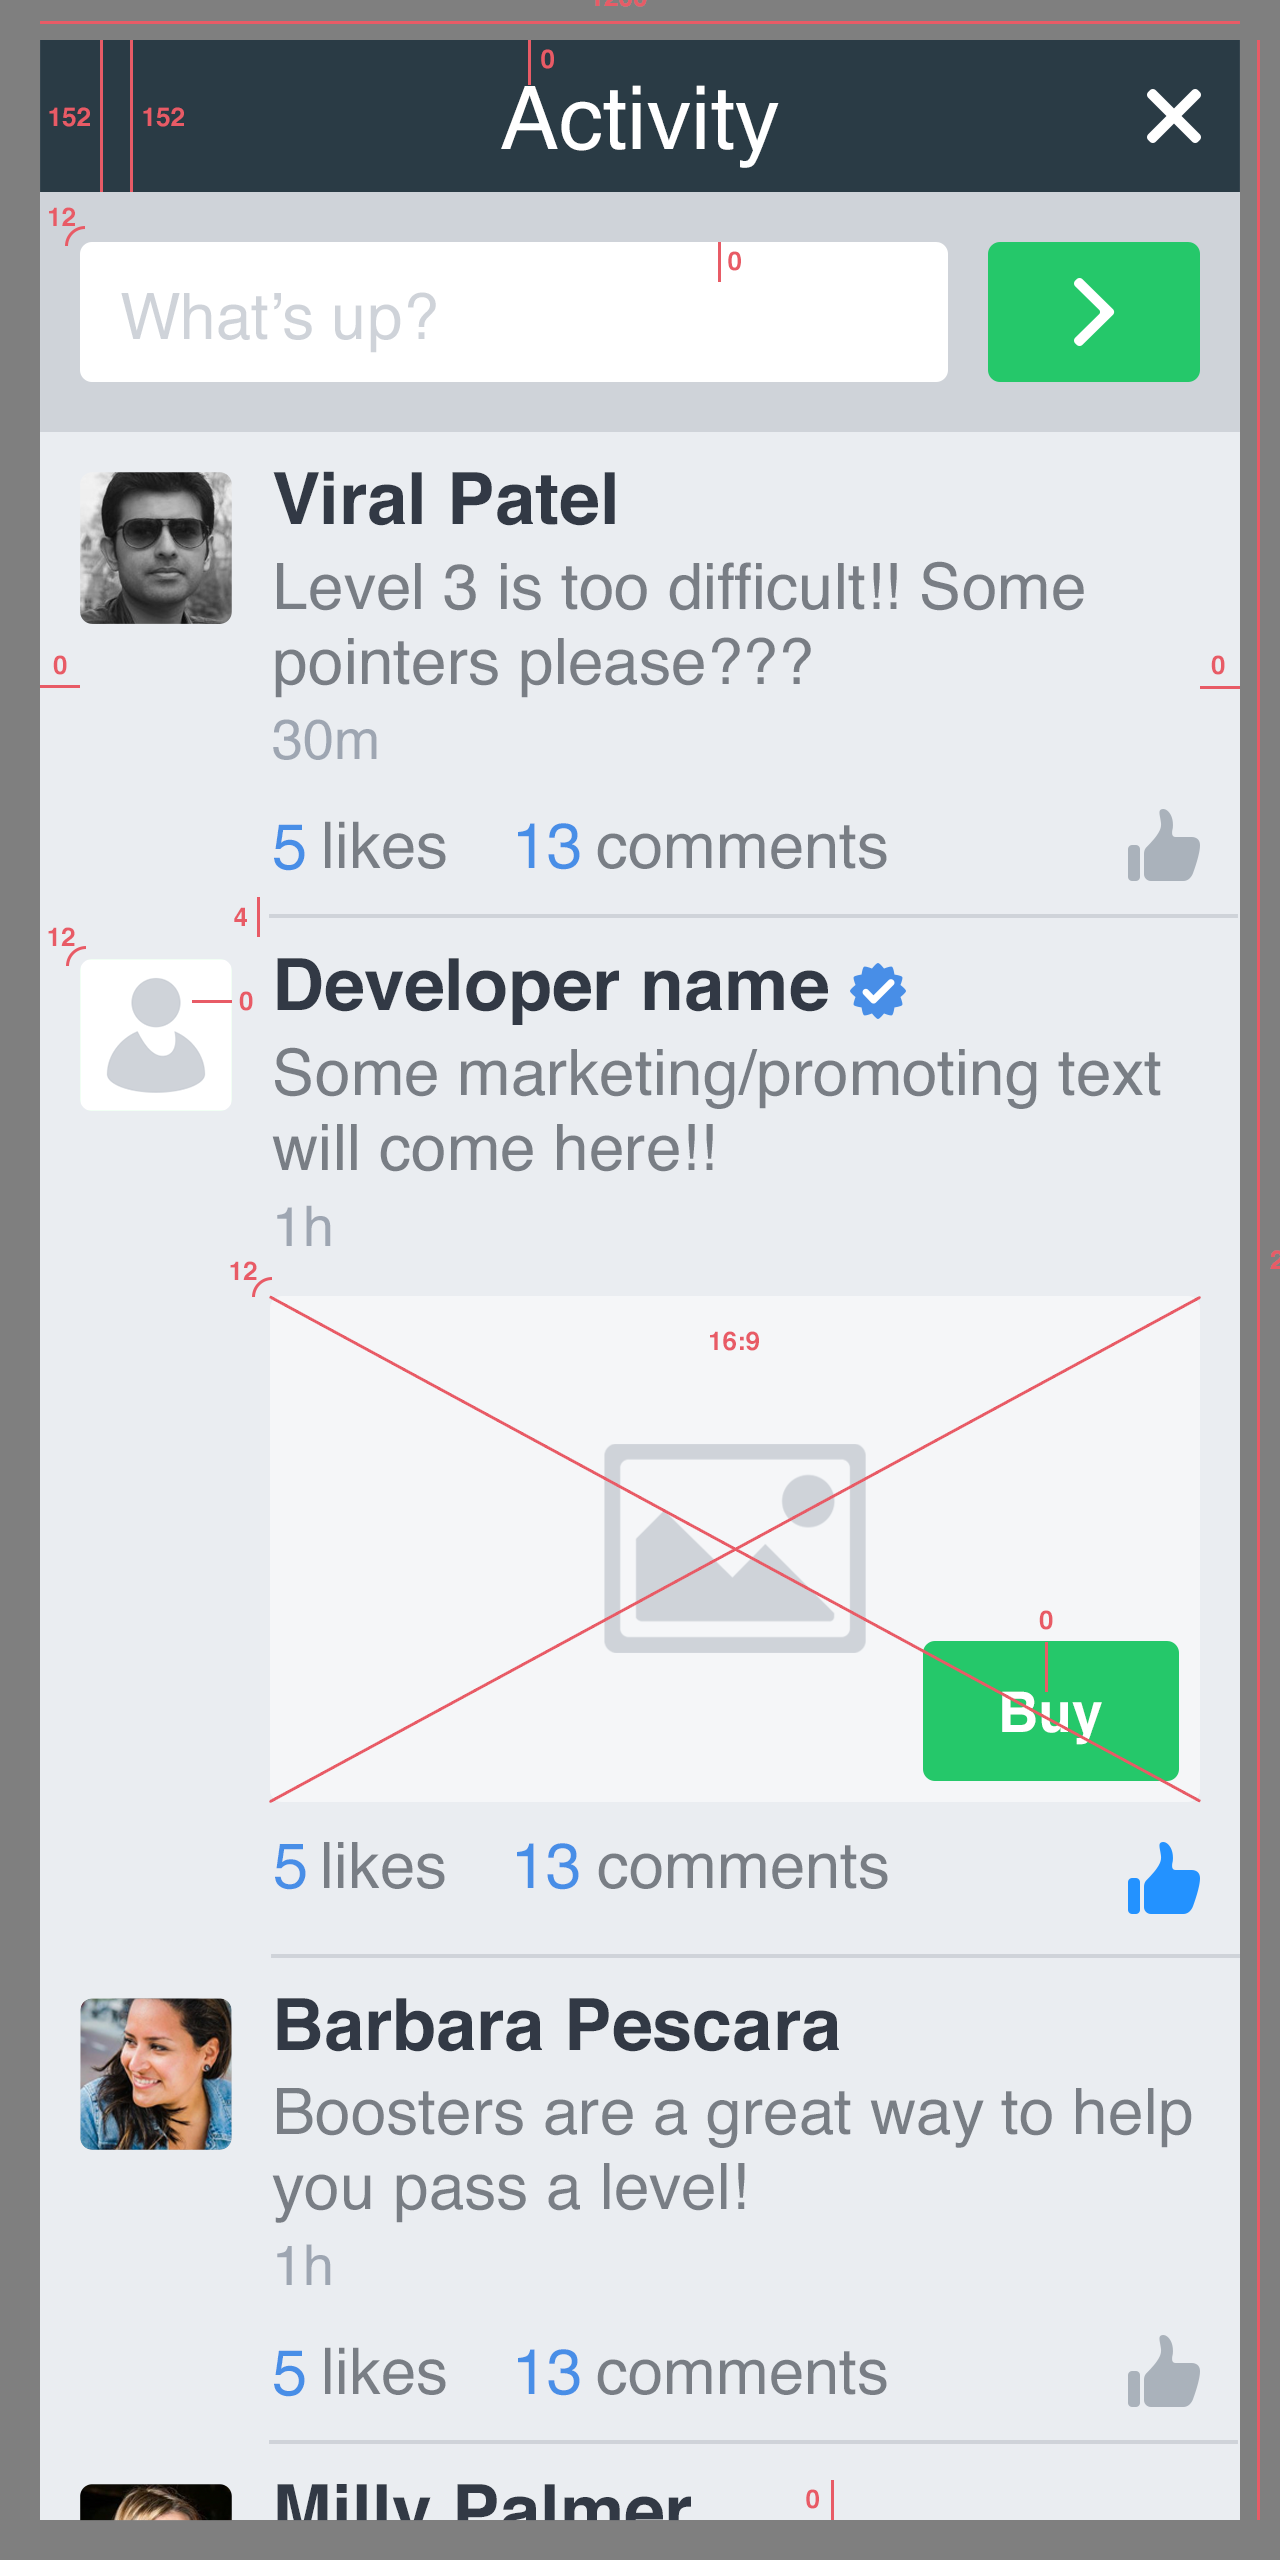 0
Activity
152
152
12
0
What's up?
Viral Patel
Level 3 is too difficult!! Some
pointers please???
0
0
30m
5 likes 13 comments
4
12
Developer name
0
Some marketing/promoting text
will come here!!
1h
12
16:9
0
Buy
5 likes 13 comments
Barbara Pescara
Boosters are a great way to help
you pass a level!
1h
5 likes 13 comments
Milly Palmer
0